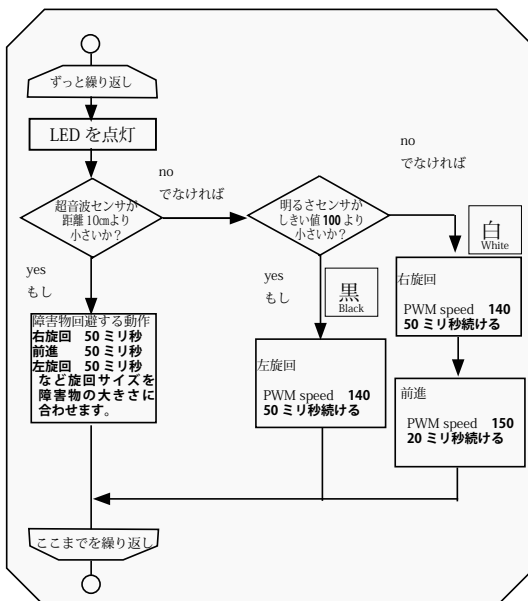 ずっと繰り返し
LED を点灯
超音波センサが
距離 10㎝より
小さいか？
no
でなければ
明るさセンサが
しきい値 100 より
小さいか？
no
でなければ
白
White
yes
もし
yes
もし
黒
Black
障害物回避する動作
右旋回 50 ミリ秒
前進 50 ミリ秒
左旋回 50 ミリ秒
など旋回サイズを
障害物の大きさに
合わせます。
左旋回
PWM speed 140
50 ミリ秒続ける
右旋回
PWM speed 140
50 ミリ秒続ける
前進
PWM speed 150
20 ミリ秒続ける
ここまでを繰り返し